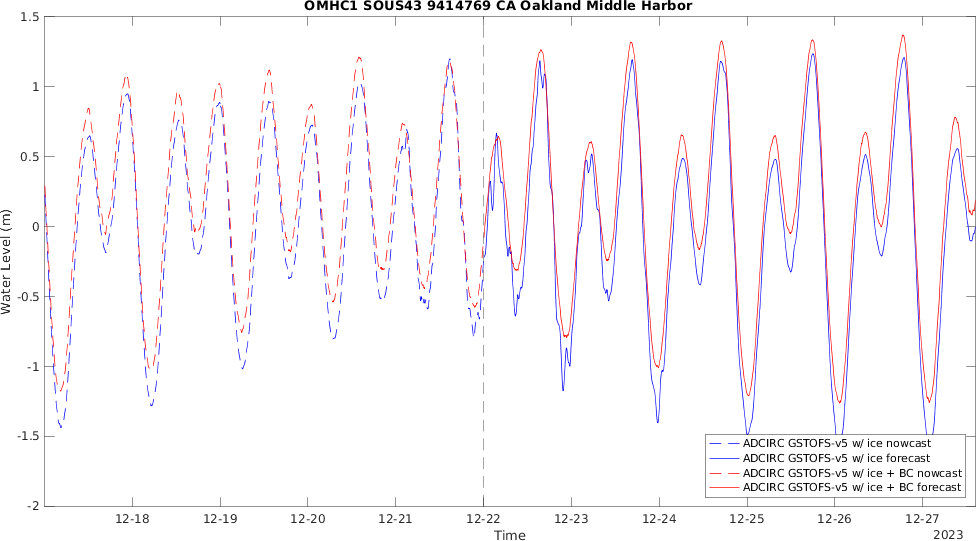 OMHC1 SOUS43 9414769 CA Oakland Middle Harbor
1.5
1
0.5
0
-0.5
-1
-1.5
-2
Water Level (m)
12-18
12-19
12-20
12-21
12-22
12-23
12-24
12-25
12-26
12-27
Time
2023
ADCIRC GSTOFS-v5 w/ ice nowcast
ADCIRC GSTOFS-v5 w/ ice forecast
ADCIRC GSTOFS-v5 w/ ice + BC nowcast
ADCIRC GSTOFS-v5 w/ ice + BC forecast